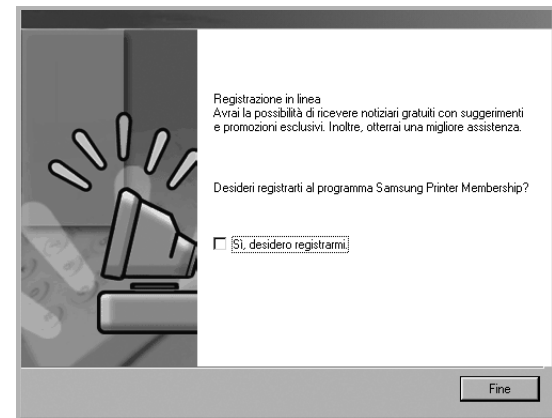 Registrazione in linea
Avrai la possibilità di ricevere notiziari gratuiti con suggerimenti
e promozioni esclusivi. Inoltre, otterrai una migliore assistenza.
Desideri registrarti al programma Samsung Printer Membership?
Sì, desidero registrarmi.
Fine